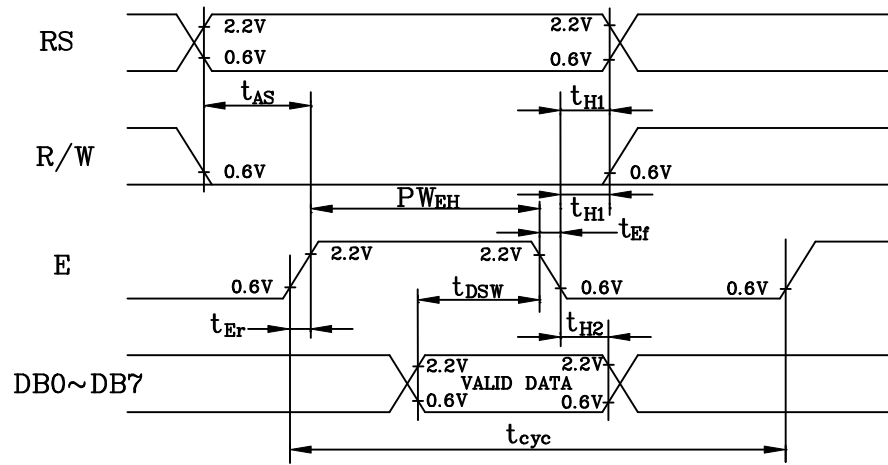 RS
2.2V
2.2V
0.6V
0.6V
tAS
tH1
R/W
0.6V
0.6V
PWEH
tH1
tEf
E
2.2V
2.2V
0.6V
0.6V
0.6V
tDSW
tEr
tH2
DB0~DB7
2.2V
VALID DATA
2.2V
0.6V
0.6V
tcyc